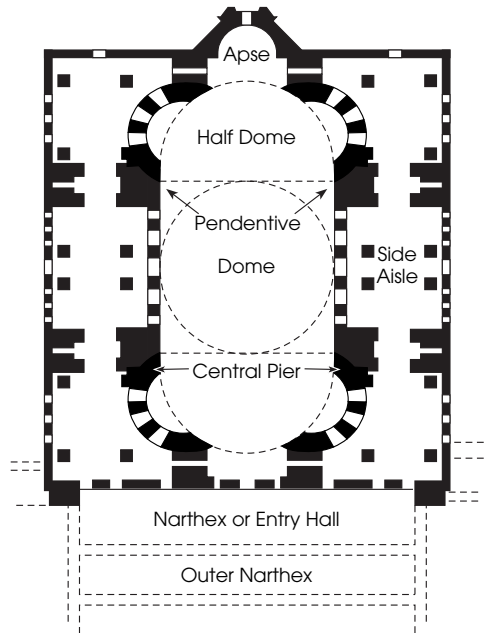 Apse
Half Dome
Pendentive
Dome
Side
Aisle
Central Pier
Narthex or Entry Hall
Outer Narthex